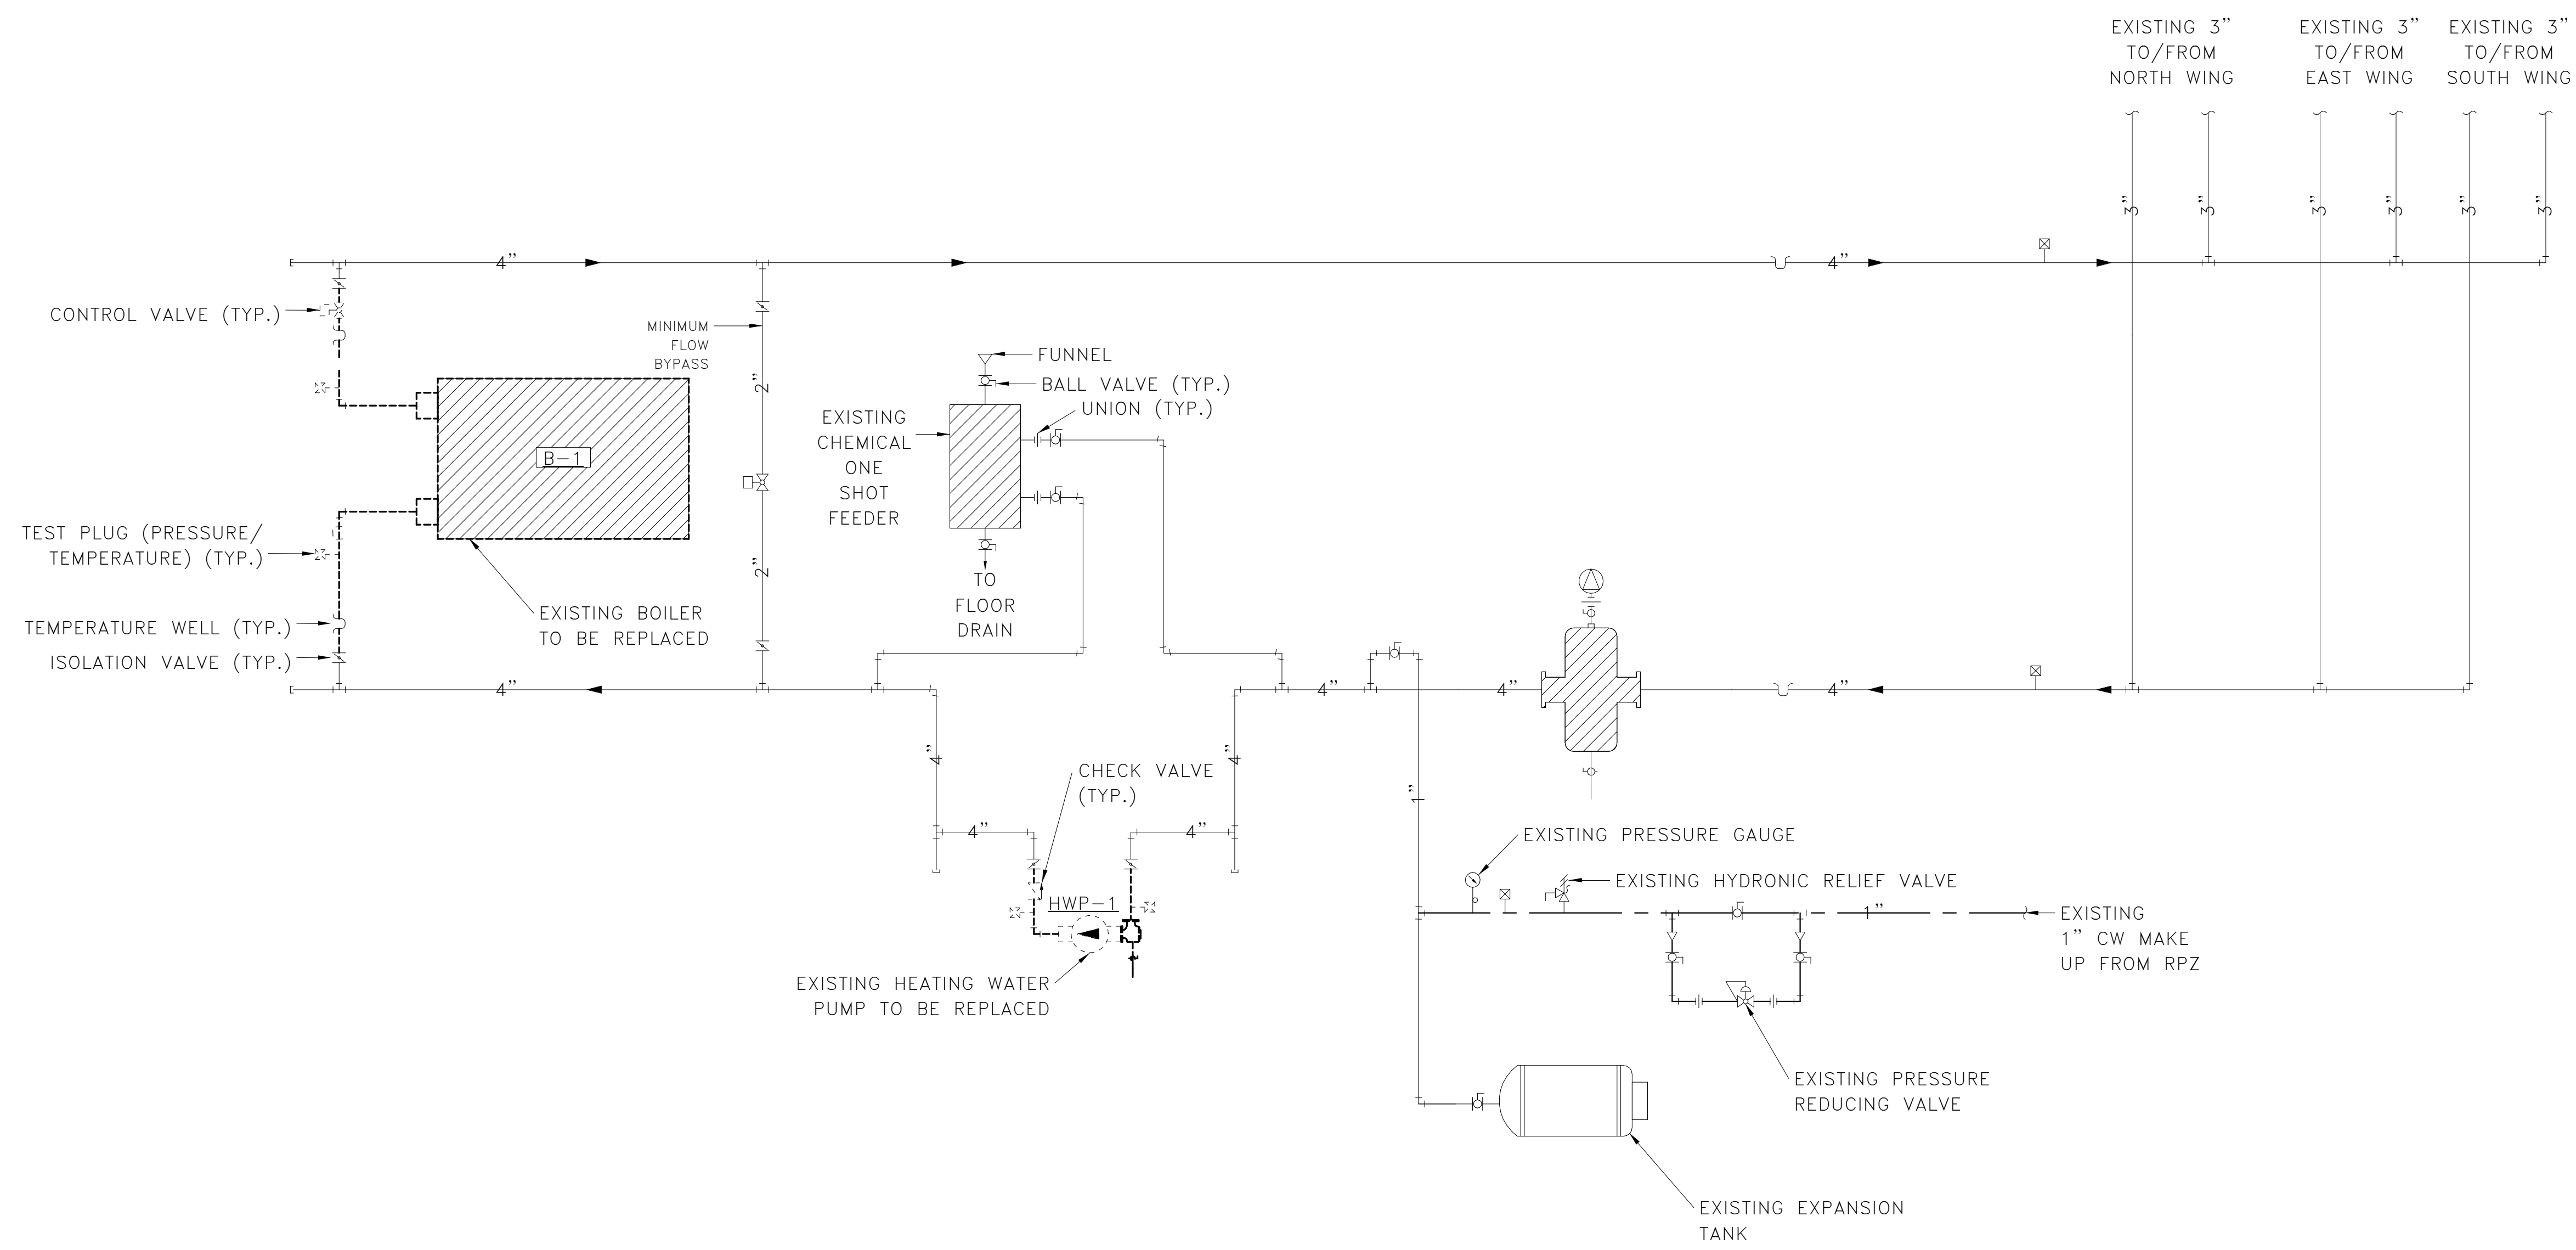 EXISTING 3"
TO/FROM
NORTH WING
EXISTING 3"
TO/FROM
EAST WING
EXISTING 3"
TO/FROM
SOUTH WING
3"
3"
3"
3"
3"
3"
4"
4"
CONTROL VALVE (TYP.)
MINIMUM
FLOW
BYPASS
2"
FUNNEL
BALL VALVE (TYP.)
UNION (TYP.)
EXISTING
CHEMICAL
ONE
SHOT
FEEDER
B-1
TEST PLUG (PRESSURE/
TEMPERATURE) (TYP.)
2"
TO
FLOOR
DRAIN
EXISTING BOILER
TO BE REPLACED
TEMPERATURE WELL (TYP.)
ISOLATION VALVE (TYP.)
4"
4"
4"
4"
4"
4"
CHECK VALVE
(TYP.)
1"
4"
4"
EXISTING PRESSURE GAUGE
EXISTING HYDRONIC RELIEF VALVE
HWP-1
1"
EXISTING
1" CW MAKE
UP FROM RPZ
EXISTING HEATING WATER
PUMP TO BE REPLACED
EXISTING PRESSURE
REDUCING VALVE
EXISTING EXPANSION
TANK